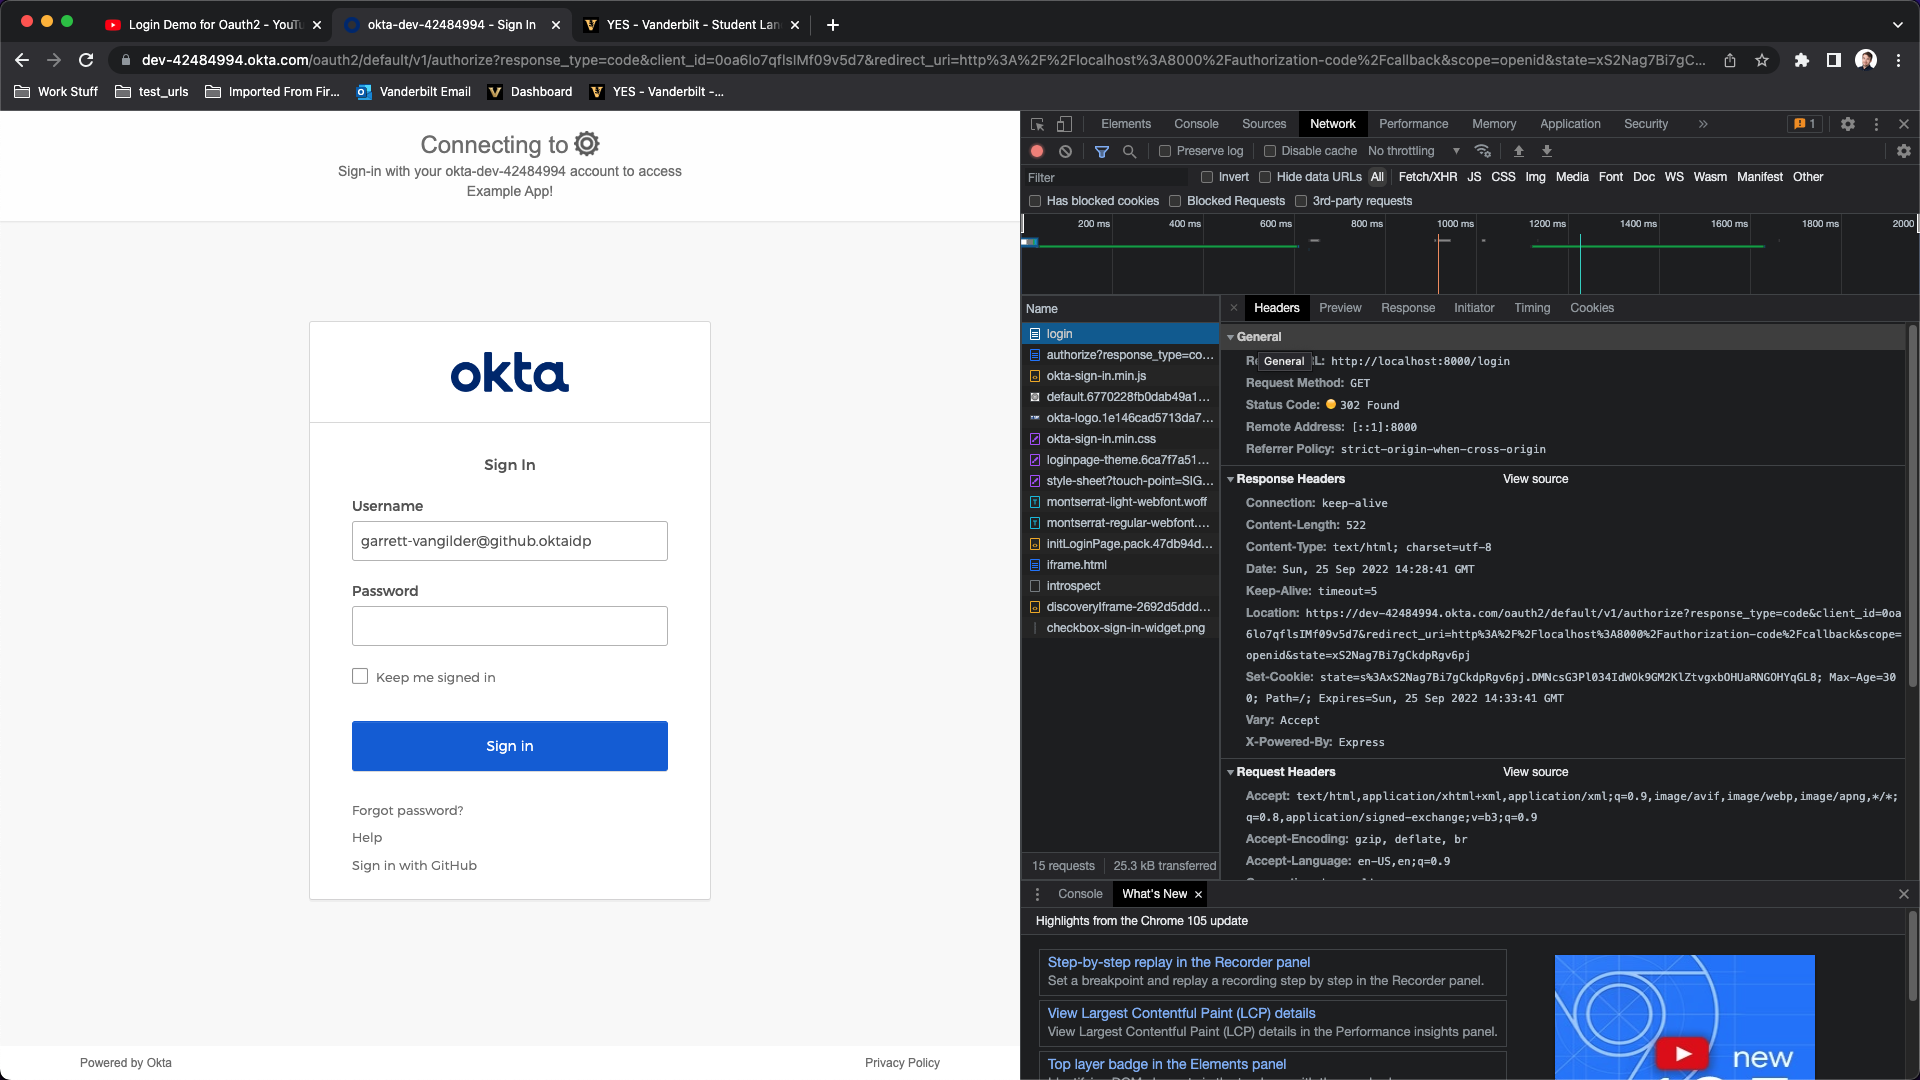 Login Demo for Oauth2 - YouTu
okta-dev-42484994 - Sign In
YES - Vanderbilt - Student Lan
dev-42484994.okta.com/oauth2/default/v1/authorize?response_type=code&client_id=0oa6lo7qflsIMf09v5d7&redirect_uri=http%3A%2F%2Flocalhost%3A8000%2Fauthorization-code%2Fcallback&scope=openid&state=xS2Nag7Bi7gC...
Work Stuff
test_urls
Imported From Fir...
Vanderbilt Email
Dashboard
YES - Vanderbilt -...
Connecting to
Sign-in with your okta-dev-42484994 account to access
Example App!
okta
Sign In
Username
garrett-vangilder@github.oktaidp
Password
Keep me signed in
Sign in
Forgot password?
Help
Sign in with GitHub
Powered by Okta
Privacy Policy
Elements Console Sources Network Performance Memory Application Security » 1
Preserve log Disable cache No throttling
Filter Invert Hide data URLs All Fetch/XHR JS CSS Img Media Font Doc WS Wasm Manifest Other
Has blocked cookies Blocked Requests 3rd-party requests
200 ms 400 ms 600 ms 800 ms 1000 ms 1200 ms 1400 ms 1600 ms 1800 ms 2000
Name
login
authorize?response_type=co...
okta-sign-in.min.js
default.6770228fb0dab49a1...
okta-logo.1e146cad5713da7...
okta-sign-in.min.css
loginpage-theme.6ca7f7a51...
style-sheet?touch-point=SIG...
montserrat-light-webfont.woff
montserrat-regular-webfont....
initLoginPage.pack.47db94d...
iframe.html
introspect
discoveryIframe-2692d5ddd...
checkbox-sign-in-widget.png
15 requests 25.3 kB transferred
Headers Preview Response Initiator Timing Cookies
General
General
Re L: http://localhost:8000/login
Request Method: GET
Status Code: 302 Found
Remote Address: [::1]:8000
Referrer Policy: strict-origin-when-cross-origin
Response Headers View source
Connection: keep-alive
Content-Length: 522
Content-Type: text/html; charset=utf-8
Date: Sun, 25 Sep 2022 14:28:41 GMT
Keep-Alive: timeout=5
Location: https://dev-42484994.okta.com/oauth2/default/v1/authorize?response_type=code&client_id=0oa
6lo7qflsIMf09v5d7&redirect_uri=http%3A%2F%2Flocalhost%3A8000%2Fauthorization-code%2Fcallback&scope=
openid&state=xS2Nag7Bi7gCkdpRgv6pj
Set-Cookie: state=s%3AxS2Nag7Bi7gCkdpRgv6pj.DMNcsG3Pl034IdWOk9GM2KlZtvgxbOHUaRNGOHYqGL8; Max-Age=30
0; Path=/; Expires=Sun, 25 Sep 2022 14:33:41 GMT
Vary: Accept
X-Powered-By: Express
Request Headers View source
Accept: text/html,application/xhtml+xml,application/xml;q=0.9,image/avif,image/webp,image/apng,*/*;
q=0.8,application/signed-exchange;v=b3;q=0.9
Accept-Encoding: gzip, deflate, br
Accept-Language: en-US,en;q=0.9
Console What's New
Highlights from the Chrome 105 update
Step-by-step replay in the Recorder panel
Set a breakpoint and replay a recording step by step in the Recorder panel.
View Largest Contentful Paint (LCP) details
View Largest Contentful Paint (LCP) details in the Performance insights panel.
Top layer badge in the Elements panel
new